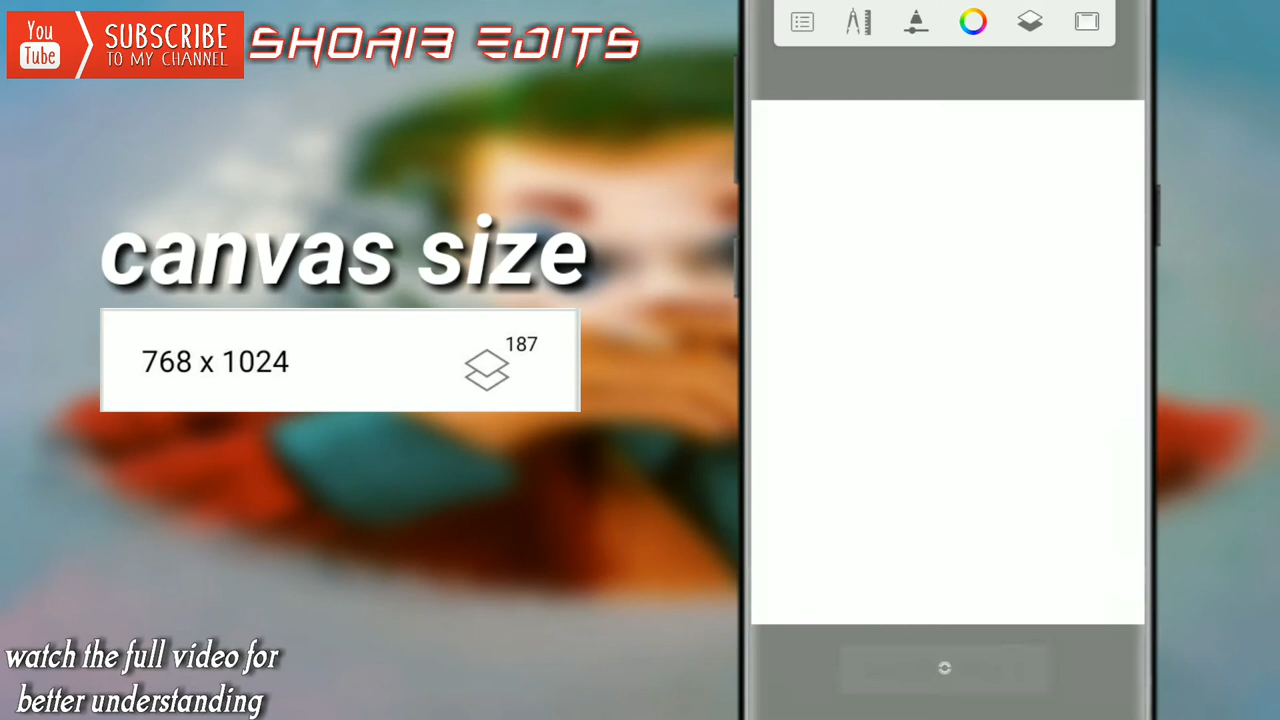 You
Tube
SUBSCRIBE
TO MY CHANNEL
SHOAIB EDITS
canvas size
768 x 1024
187
watch the full video for
better understanding